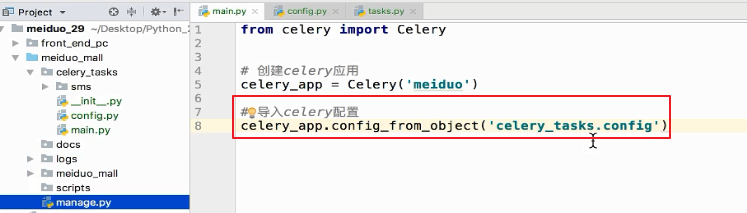 Project
main.py
config.py
tasks.py
meiduo_29 ~/Desktop/Python_
front_end_pc
meiduo_mall
celery_tasks
sms
__init__.py
config.py
main.py
docs
logs
meiduo_mall
scripts
manage.py
1 from celery import Celery
2
3
4 # 创建celery应用
5 celery_app = Celery('meiduo')
6
7 # 导入celery配置
8 celery_app.config_from_object('celery_tasks.config')